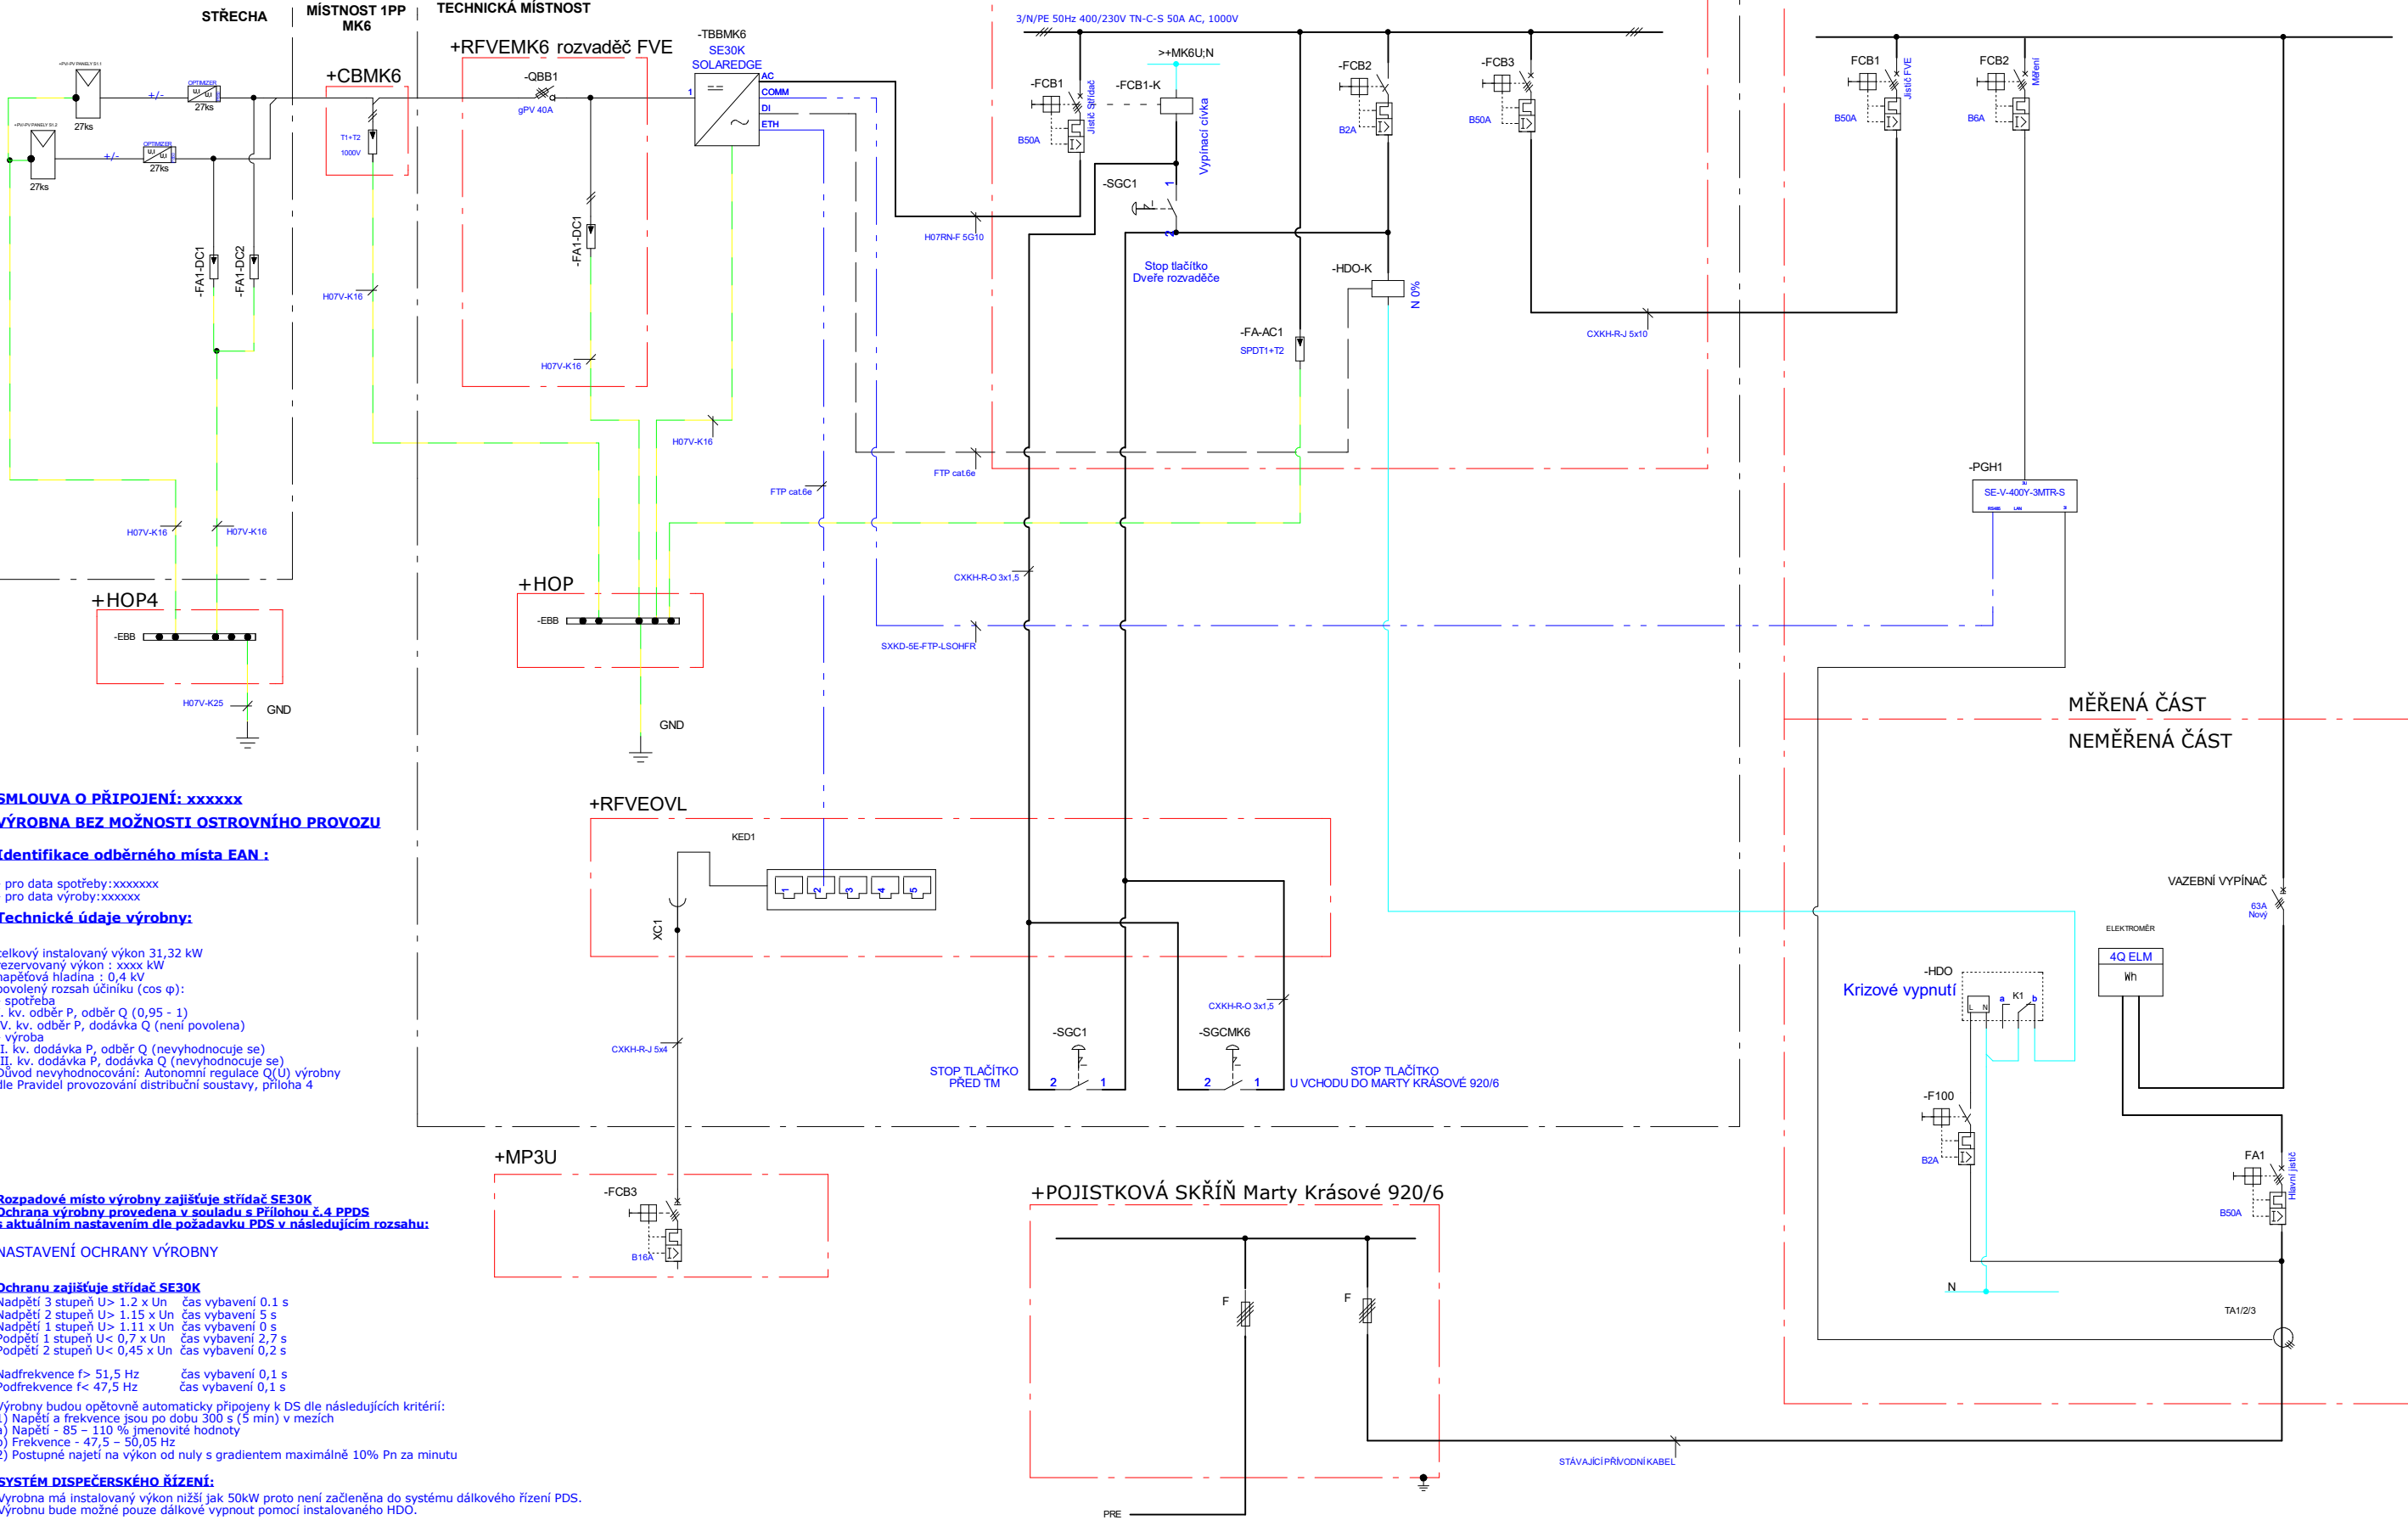 STŘECHA
MÍSTNOST 1PP
MK6
TECHNICKÁ MÍSTNOST
+RFVEMK6 rozvaděč FVE
+CBMK6
-TBBMK6
SE30K
SOLAREDGE
AC
COMM
DI
ETH
1
-QBB1
gPV 40A
+/-
OPTIMIZER
27ks
27ks
+/-
OPTIMIZER
27ks
27ks
T1+T2
1000V
-FA1-DC1
-FA1-DC2
-FA1-DC1
H07V-K16
H07V-K16
H07V-K16
H07V-K16
H07V-K16
3/N/PE 50Hz 400/230V TN-C-S 50A AC, 1000V
>+MK6U;N
-FCB1
B50A
Jistič Střídač
-FCB1-K
Vypínací cívka
-FCB2
B2A
-FCB3
B50A
FCB1
B50A
Jistič FVE
FCB2
B6A
Měření
-SGC1
1
2
Stop tlačítko
Dveře rozvaděče
H07RN-F 5G10
-HDO-K
N 0%
-FA-AC1
SPDT1+T2
CXKH-R-J 5x10
FTP cat.6e
FTP cat.6e
-PGH1
SE-V-400Y-3MTR-S
RS485
LAN
CXKH-R-O 3x1,5
SXKD-5E-FTP-LSOHFR
+HOP4
-EBB
H07V-K25
GND
+HOP
-EBB
GND
MĚŘENÁ ČÁST
NEMĚŘENÁ ČÁST
SMLOUVA O PŘIPOJENÍ: xxxxxx
VÝROBNA BEZ MOŽNOSTI OSTROVNÍHO PROVOZU
Identifikace odběrného místa EAN :
pro data spotřeby:xxxxxxx
pro data výroby:xxxxxx
Technické údaje výrobny:
celkový instalovaný výkon 31,32 kW
rezervovaný výkon : xxxx kW
napěťová hladina : 0,4 kV
povolený rozsah účiníku (cos φ):
- spotřeba
I. kv. odběr P, odběr Q (0,95 - 1)
IV. kv. odběr P, dodávka Q (není povolena)
- výroba
II. kv. dodávka P, odběr Q (nevyhodnocuje se)
III. kv. dodávka P, dodávka Q (nevyhodnocuje se)
Důvod nevyhodnocování: Autonomní regulace Q(U) výrobny
dle Pravidel provozování distribuční soustavy, příloha 4
+RFVEOVL
KED1
1
2
3
4
5
XC1
CXKH-R-J 5x4
CXKH-R-O 3x1,5
-SGC1
2
1
STOP TLAČÍTKO
PŘED TM
-SGCMK6
2
1
STOP TLAČÍTKO
U VCHODU DO MARTY KRÁSOVÉ 920/6
VAZEBNÍ VYPÍNAČ
63A
Nový
ELEKTROMĚR
4Q ELM
Wh
-HDO
Krizové vypnutí
L
N
a
K1
b
-F100
B2A
FA1
B50A
Hlavní jistič
N
TA1/2/3
+MP3U
-FCB3
B16A
+POJISTKOVÁ SKŘÍŇ Marty Krásové 920/6
F
F
STÁVAJÍCÍ PŘÍVODNÍ KABEL
PRE
Rozpadové místo výrobny zajišťuje střídač SE30K
Ochrana výrobny provedena v souladu s Přílohou č.4 PPDS
s aktuálním nastavením dle požadavku PDS v následujícím rozsahu:
NASTAVENÍ OCHRANY VÝROBNY
Ochranu zajišťuje střídač SE30K
Nadpětí 3 stupeň U> 1.2 x Un čas vybavení 0.1 s
Nadpětí 2 stupeň U> 1.15 x Un čas vybavení 5 s
Nadpětí 1 stupeň U> 1.11 x Un čas vybavení 0 s
Podpětí 1 stupeň U< 0,7 x Un čas vybavení 2,7 s
Podpětí 2 stupeň U< 0,45 x Un čas vybavení 0,2 s
Nadfrekvence f> 51,5 Hz čas vybavení 0,1 s
Podfrekvence f< 47,5 Hz čas vybavení 0,1 s
Výrobny budou opětovně automaticky připojeny k DS dle následujících kritérií:
1) Napětí a frekvence jsou po dobu 300 s (5 min) v mezích
a) Napětí - 85 – 110 % jmenovité hodnoty
b) Frekvence - 47,5 – 50,05 Hz
2) Postupné najetí na výkon od nuly s gradientem maximálně 10% Pn za minutu
SYSTÉM DISPEČERSKÉHO ŘÍZENÍ:
Vyrobna má instalovaný výkon nižší jak 50kW proto není začleněna do systému dálkového řízení PDS.
Výrobnu bude možné pouze dálkové vypnout pomocí instalovaného HDO.